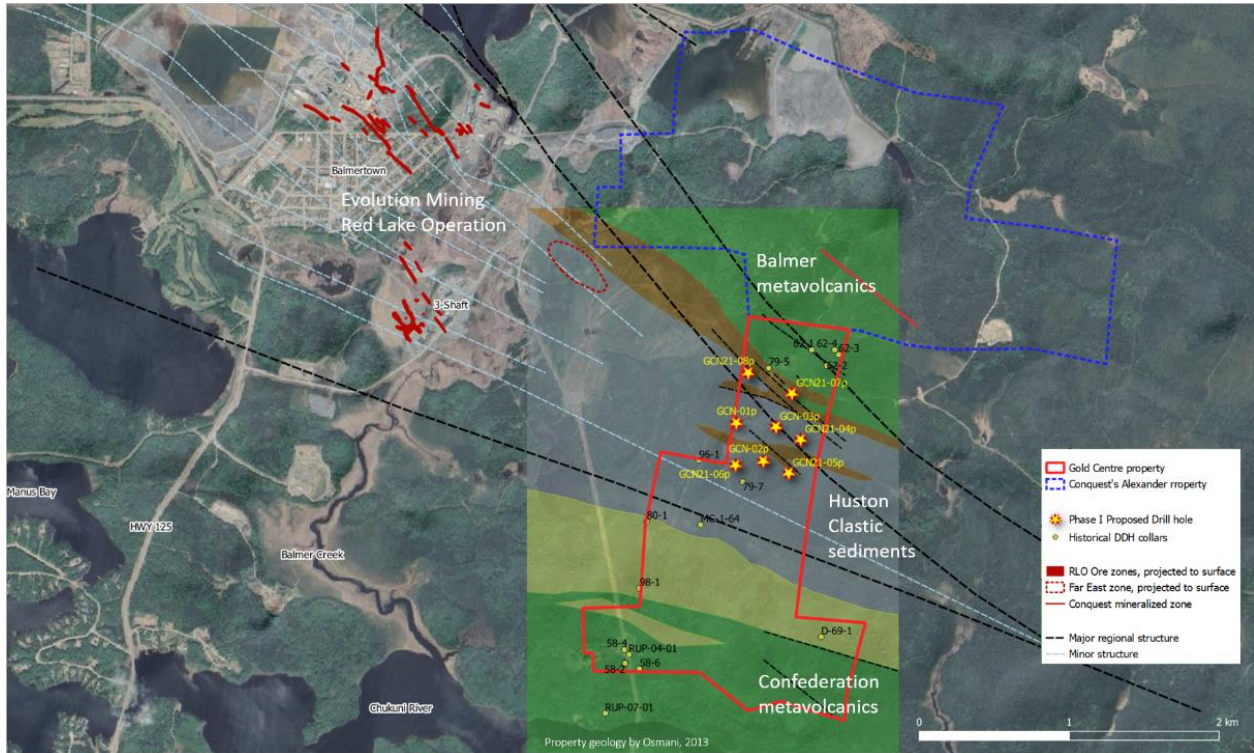 Balmertown
Evolution Mining
Red Lake Operation
3-Shaft
Balmer
metavolcanics
62-1
62-4
62-3
62-2
79-5
GCN21-08p
GCN21-07p
GCN-01p
GCN-03p
GCN21-04p
96-1
GCN-02p
GCN21-06p
GCN21-05p
79-7
Huston
Clastic
sediments
Manus Bay
HWY 125
Balmer Creek
80-1
MC-1-64
98-1
D-69-1
58-4
RUP-04-01
58-2
58-6
Confederation
metavolcanics
RUP-07-01
Chukuni River
Property geology by Osmani, 2013
Gold Centre property
Conquest's Alexander rroperty
Phase I Proposed Drill hole
Historical DDH collars
RLO Ore zones, projected to surface
Far East zone, projected to surface
Conquest mineralized zone
Major regional structure
Minor structure
0 1 2 km